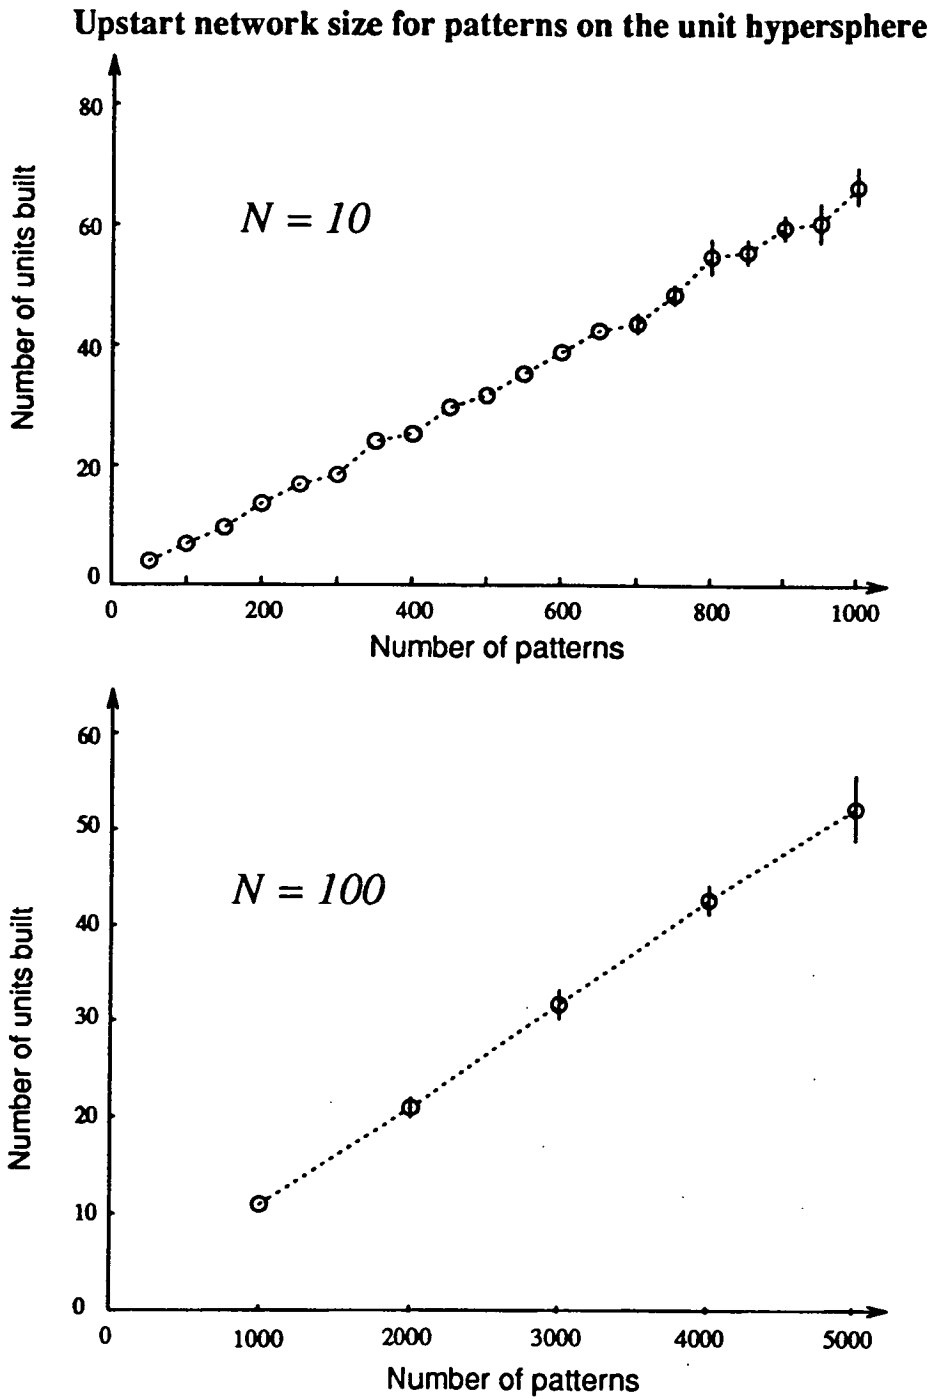 Upstart network size for patterns on the unit hypersphere
Number of units built
80
60
40
20
0
N = 10
0 200 400 600 800 1000
Number of patterns
Number of units built
60
50
40
30
20
10
0
N = 100
0 1000 2000 3000 4000 5000
Number of patterns